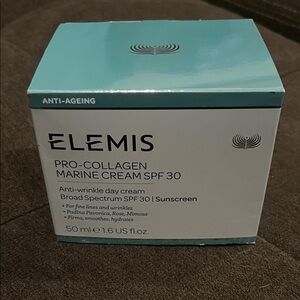 ANTI-AGEING
ELEMIS
PRO-COLLAGEN
MARINE CREAM SPF 30
Anti-wrinkle day cream
Broad Spectrum SPF 30 | Sunscreen
• For fine lines and wrinkles
• Padina Pavonica, Rose, Mimosa
• Firms, smoothes, hydrates
50 ml ℮ 1.6 US fl.oz.